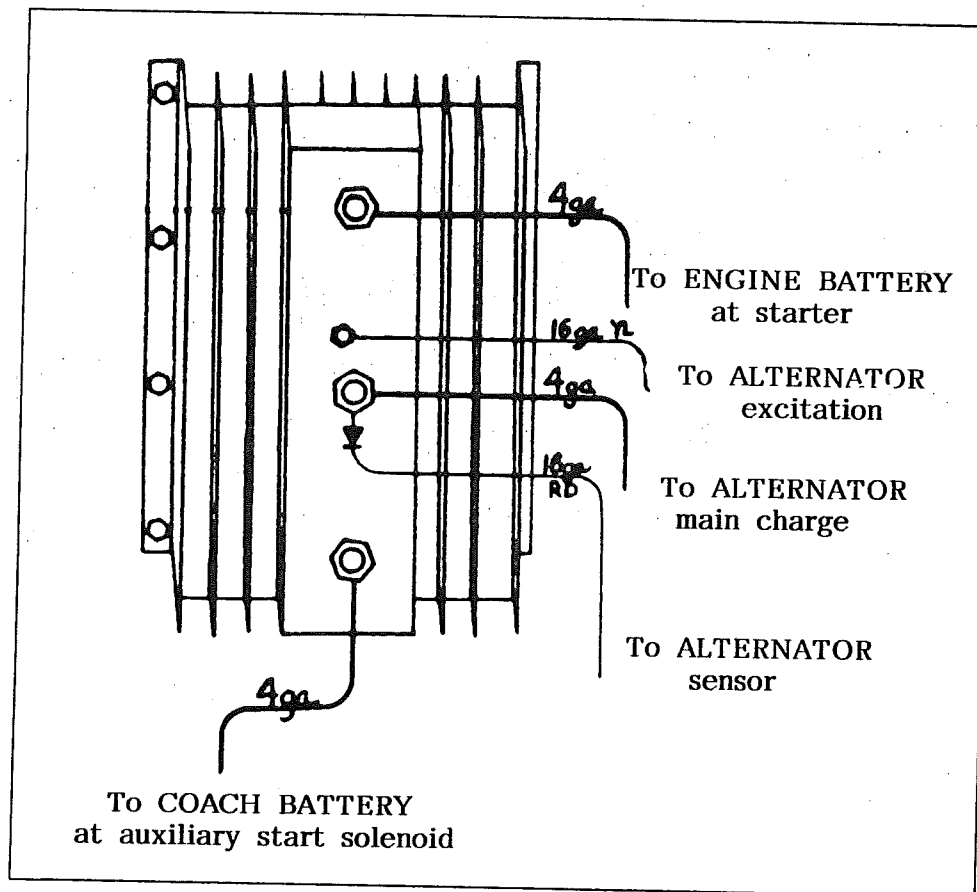 4ga
To ENGINE BATTERY
at starter
16ga YL
To ALTERNATOR
excitation
4ga
To ALTERNATOR
main charge
16ga
RD
To ALTERNATOR
sensor
4ga.
To COACH BATTERY
at auxiliary start solenoid